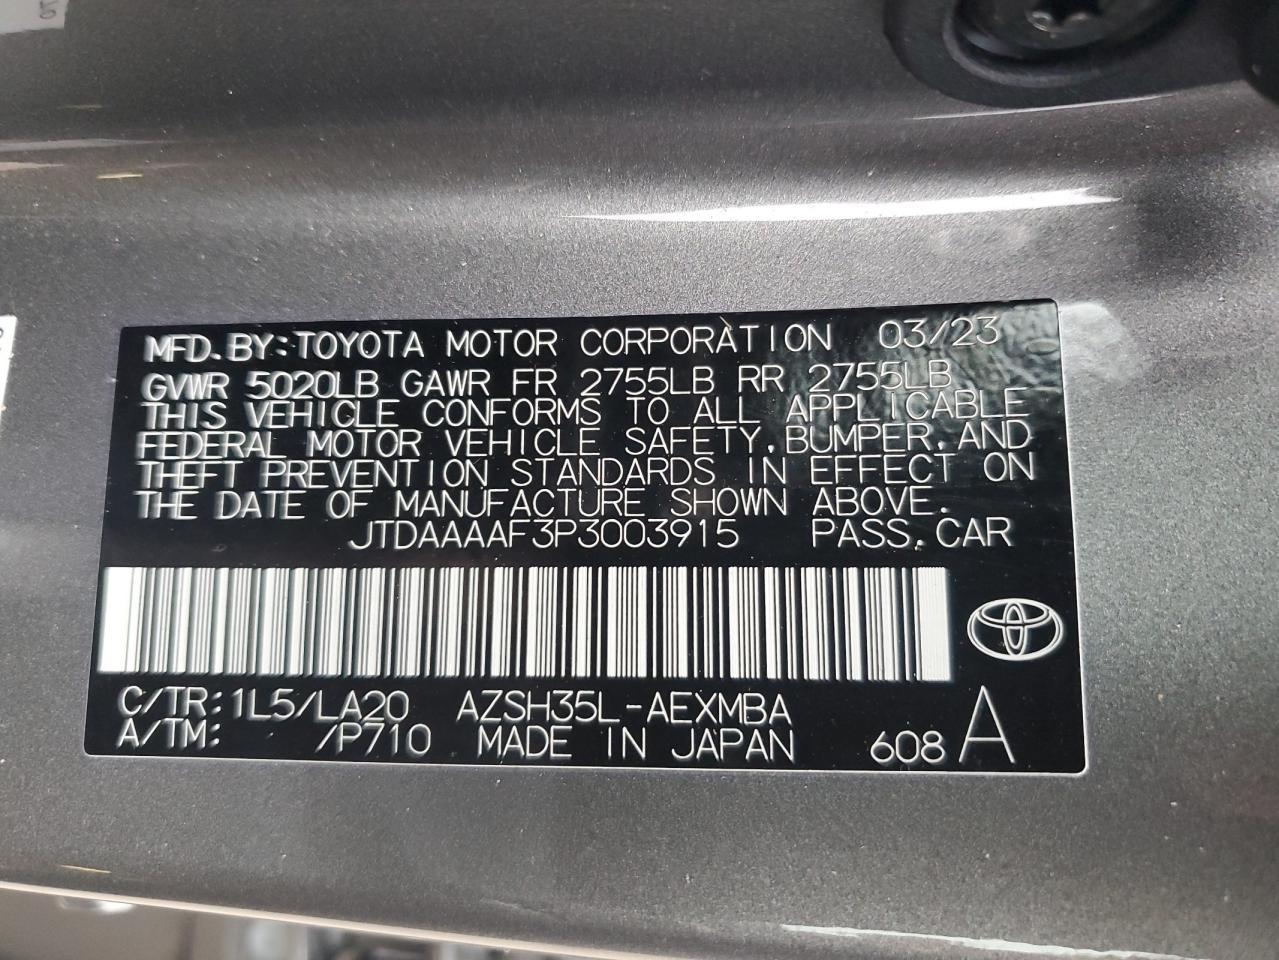 MFD.BY:TOYOTA MOTOR CORPORATION 03/23
GVWR 5020LB GAWR FR 2755LB RR 2755LB
THIS VEHICLE CONFORMS TO ALL APPLICABLE
FEDERAL MOTOR VEHICLE SAFETY,BUMPER,AND
THEFT PREVENTION STANDARDS IN EFFECT ON
THE DATE OF MANUFACTURE SHOWN ABOVE.
JTDAAAAF3P3003915 PASS.CAR
C/TR:1L5/LA20 AZSH35L-AEXMBA
A/TM: /P710 MADE IN JAPAN 608 A